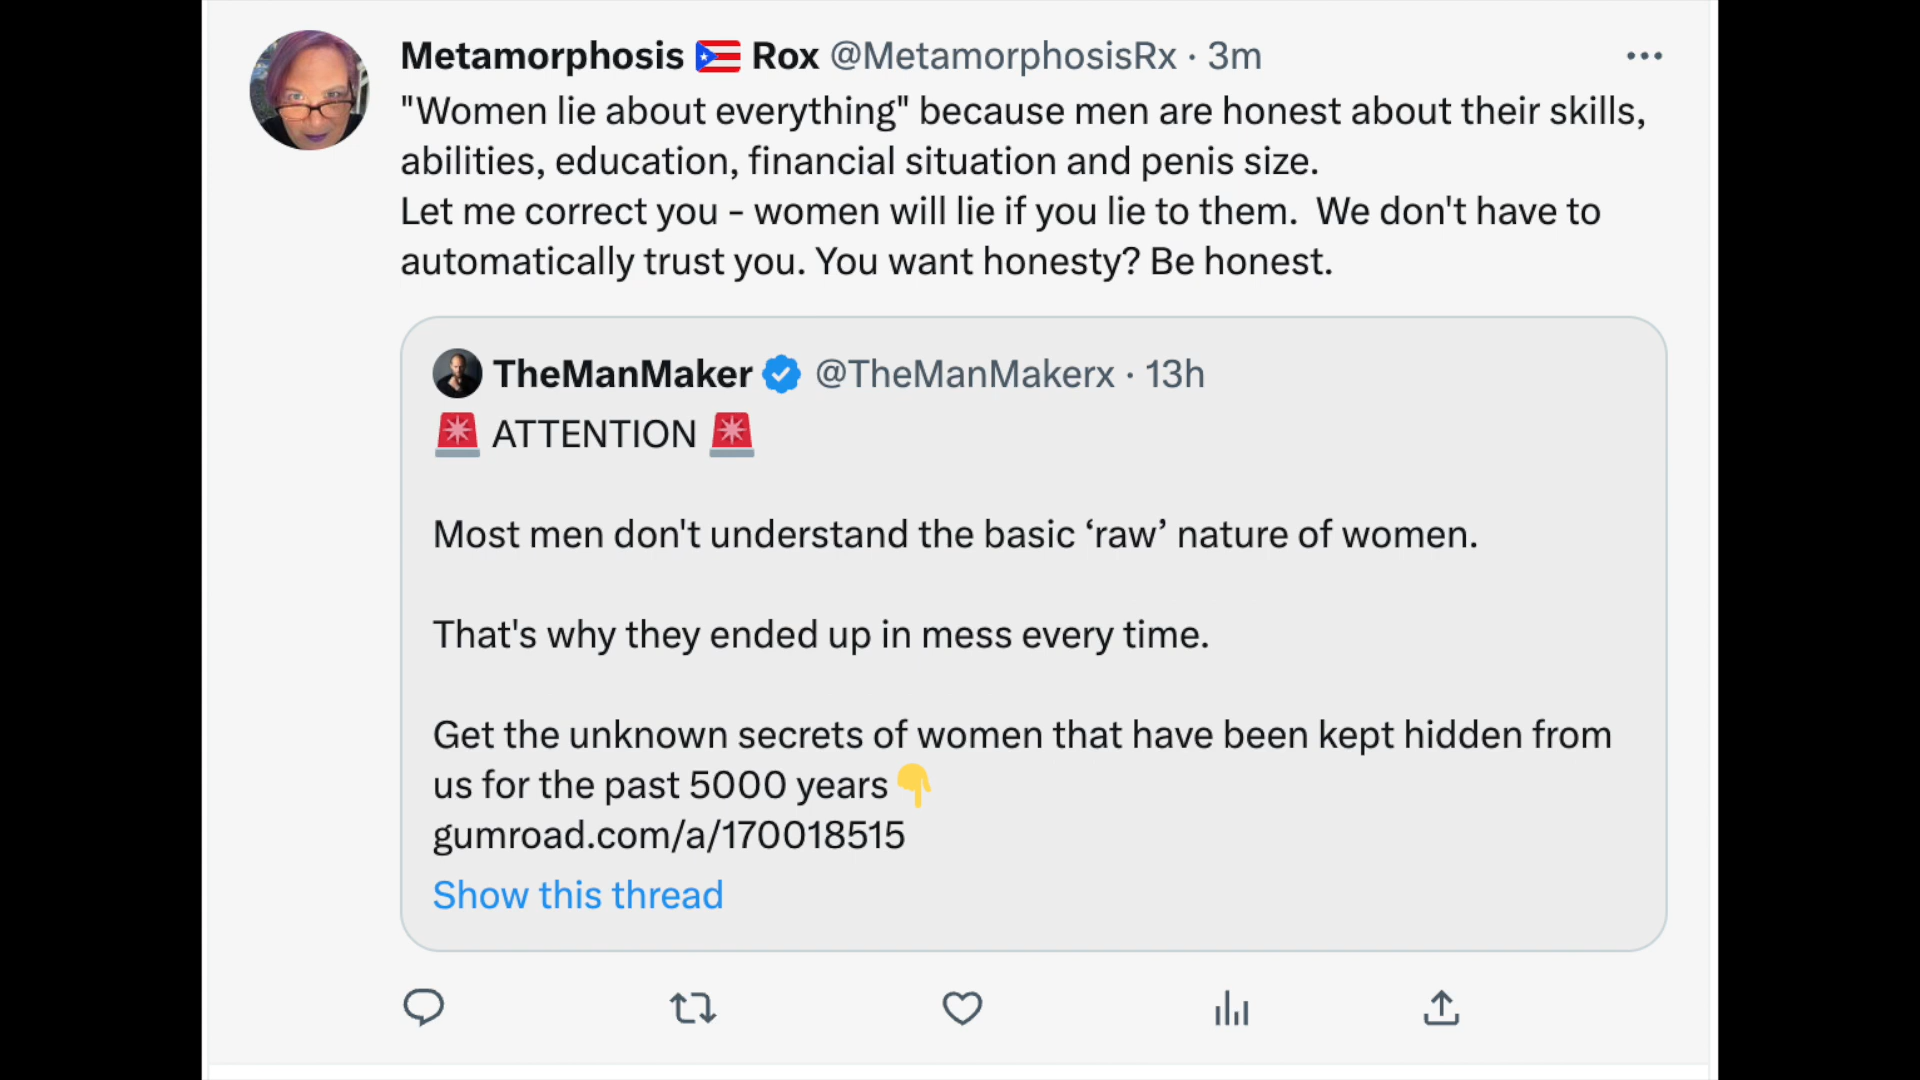 Metamorphosis 🇵🇷 Rox @MetamorphosisRx · 3m
"Women lie about everything" because men are honest about their skills,
abilities, education, financial situation and penis size.
Let me correct you - women will lie if you lie to them.  We don't have to
automatically trust you. You want honesty? Be honest.
TheManMaker @TheManMakerx · 13h
🚨 ATTENTION 🚨
Most men don't understand the basic ‘raw’ nature of women.
That's why they ended up in mess every time.
Get the unknown secrets of women that have been kept hidden from
us for the past 5000 years👇
gumroad.com/a/170018515
Show this thread